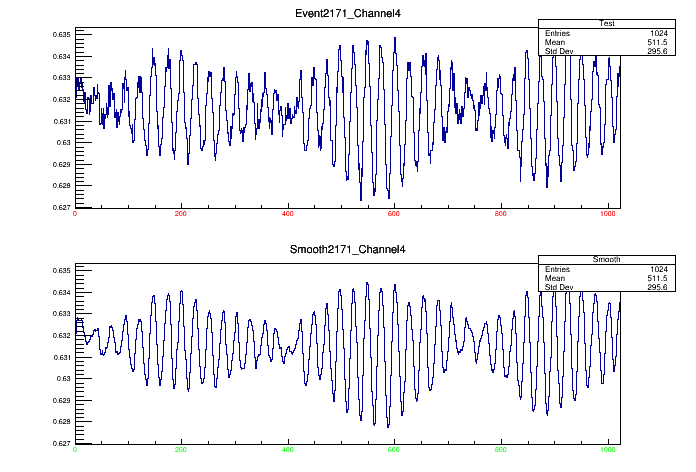 Event2171_Channel4
Test
Entries 1024
Mean 511.5
Std Dev 295.6
0.635
0.634
0.633
0.632
0.631
0.63
0.629
0.628
0.627
0 200 400 600 800 1000
Smooth2171_Channel4
Smooth
Entries 1024
Mean 511.5
Std Dev 295.6
0.635
0.634
0.633
0.632
0.631
0.63
0.629
0.628
0.627
0 200 400 600 800 1000